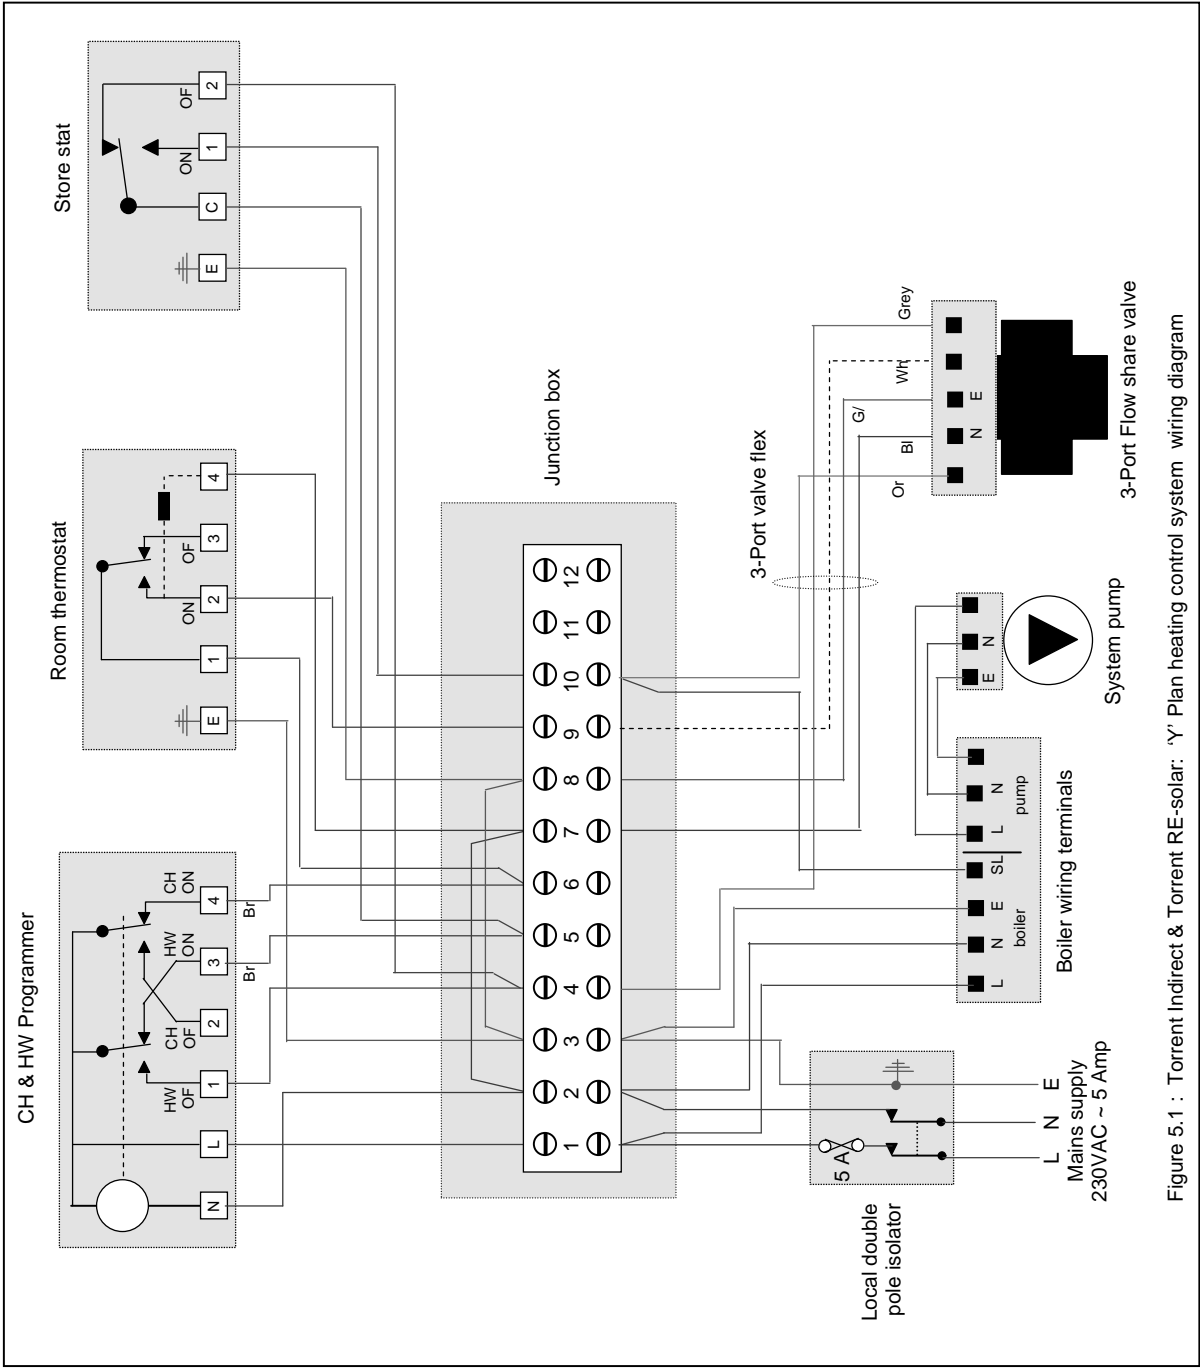 CH & HW Programmer
HW
OF
CH
OF
HW
ON
CH
ON
N
L
1
2
3
4
Br
Br
Room thermostat
ON
OF
E
1
2
3
4
Store stat
ON
OF
E
C
1
2
Junction box
1
2
3
4
5
6
7
8
9
10
11
12
3-Port valve flex
Local double
pole isolator
5 A
L
N
E
Mains supply
230VAC ~ 5 Amp
L
N
E
SL
L
N
boiler
pump
Boiler wiring terminals
E
N
System pump
Or
Bl
G/
Wh
Grey
N
E
3-Port Flow share valve
Figure 5.1 : Torrent Indirect & Torrent RE-solar: 'Y' Plan heating control system wiring diagram